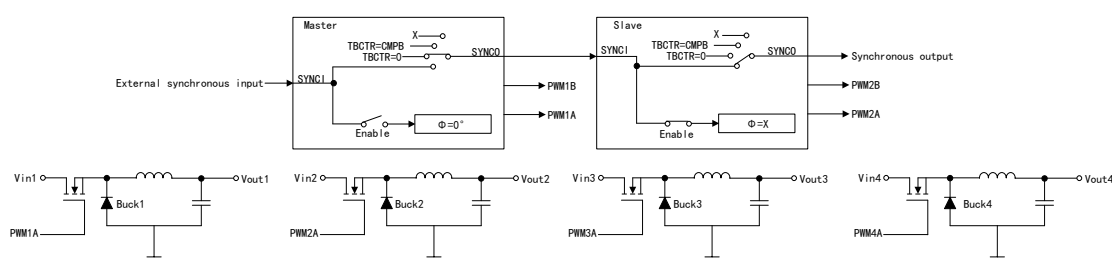 Master
Slave
X
TBCTR=CMPB
TBCTR=0
SYNCO
X
TBCTR=CMPB
TBCTR=0
SYNCO
External synchronous input
SYNCI
SYNCI
Synchronous output
PWM1B
PWM2B
PWM1A
PWM2A
Enable
Φ=0°
Enable
Φ=X
Vin1
Vout1
Vin2
Vout2
Vin3
Vout3
Vin4
Vout4
Buck1
Buck2
Buck3
Buck4
PWM1A
PWM2A
PWM3A
PWM4A